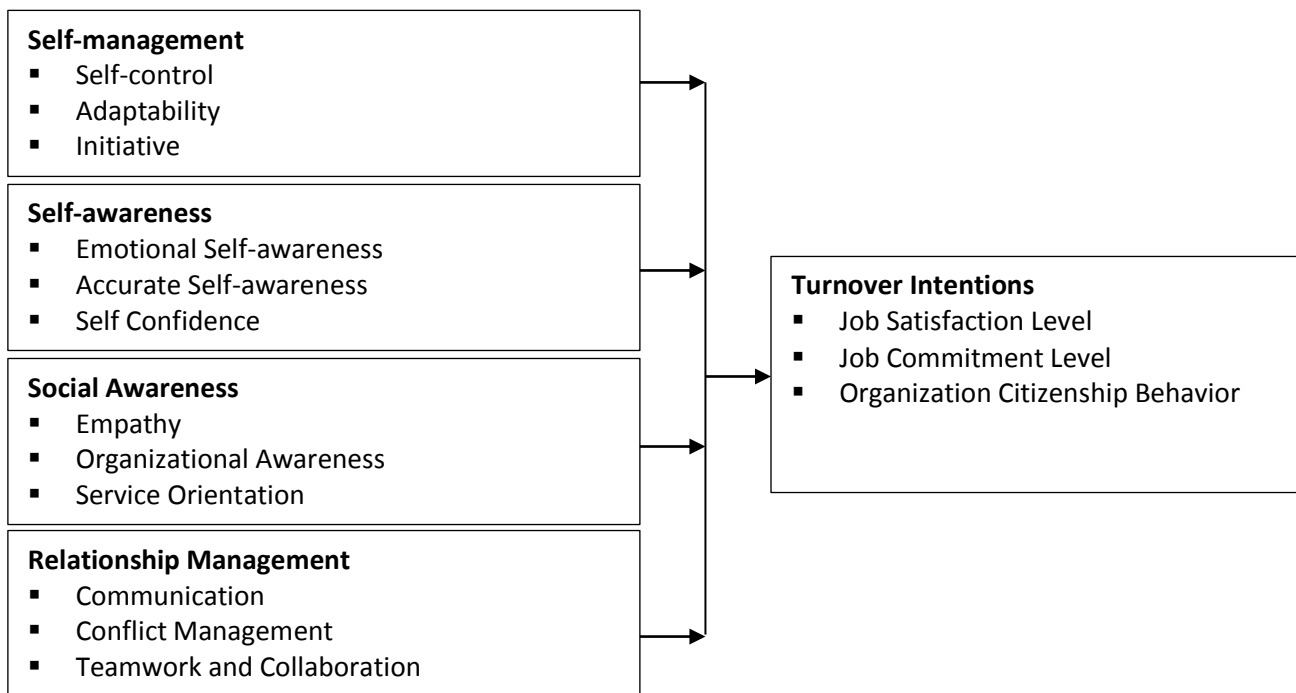 Self-management
▪ Self-control
▪ Adaptability
▪ Initiative
Self-awareness
▪ Emotional Self-awareness
▪ Accurate Self-awareness
▪ Self Confidence
Social Awareness
▪ Empathy
▪ Organizational Awareness
▪ Service Orientation
Relationship Management
▪ Communication
▪ Conflict Management
▪ Teamwork and Collaboration
Turnover Intentions
▪ Job Satisfaction Level
▪ Job Commitment Level
▪ Organization Citizenship Behavior